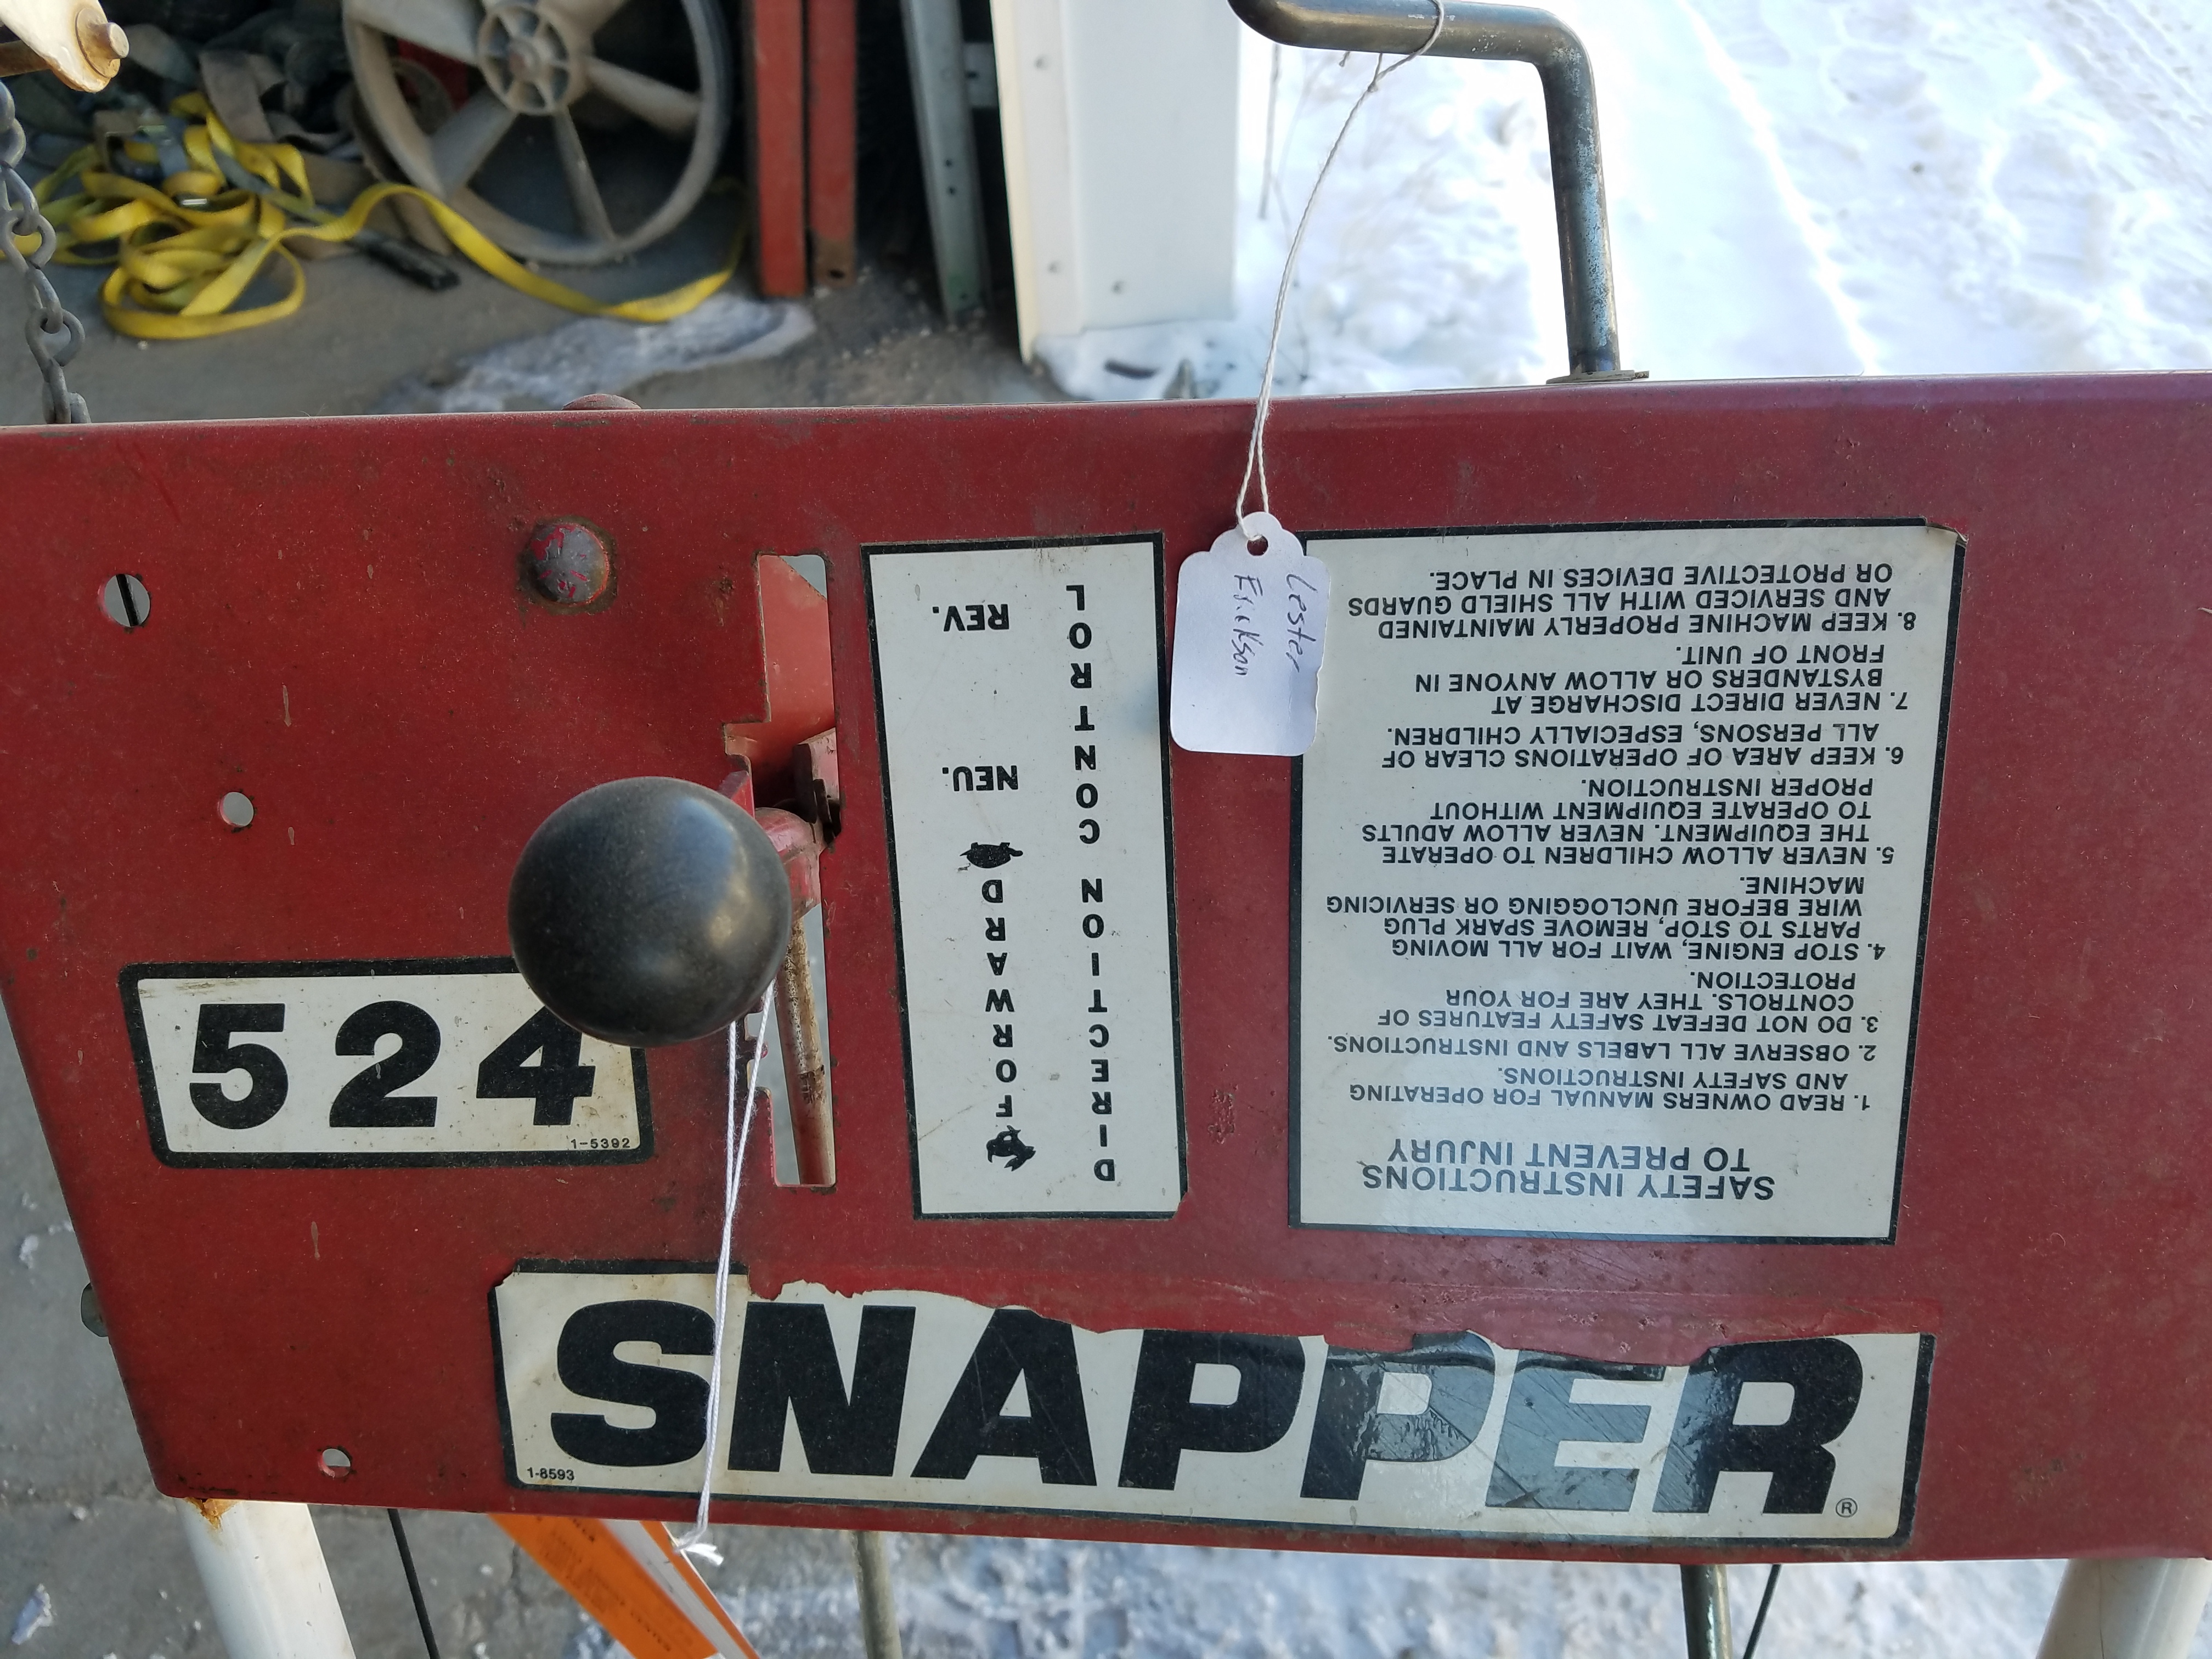 Lester
Erickson
524
1-5392
DIRECTION CONTROL
FORWARD
NEU.
REV.
SAFETY INSTRUCTIONS
TO PREVENT INJURY
1. READ OWNERS MANUAL FOR OPERATING
AND SAFETY INSTRUCTIONS.
2. OBSERVE ALL LABELS AND INSTRUCTIONS.
3. DO NOT DEFEAT SAFETY FEATURES OF
CONTROLS. THEY ARE FOR YOUR
PROTECTION.
4. STOP ENGINE, WAIT FOR ALL MOVING
PARTS TO STOP, REMOVE SPARK PLUG
WIRE BEFORE UNCLOGGING OR SERVICING
MACHINE.
5. NEVER ALLOW CHILDREN TO OPERATE
THE EQUIPMENT. NEVER ALLOW ADULTS
TO OPERATE EQUIPMENT WITHOUT
PROPER INSTRUCTION.
6. KEEP AREA OF OPERATIONS CLEAR OF
ALL PERSONS, ESPECIALLY CHILDREN.
7. NEVER DIRECT DISCHARGE AT
BYSTANDERS OR ALLOW ANYONE IN
FRONT OF UNIT.
8. KEEP MACHINE PROPERLY MAINTAINED
AND SERVICED WITH ALL SHIELD GUARDS
OR PROTECTIVE DEVICES IN PLACE.
SNAPPER®
1-8593